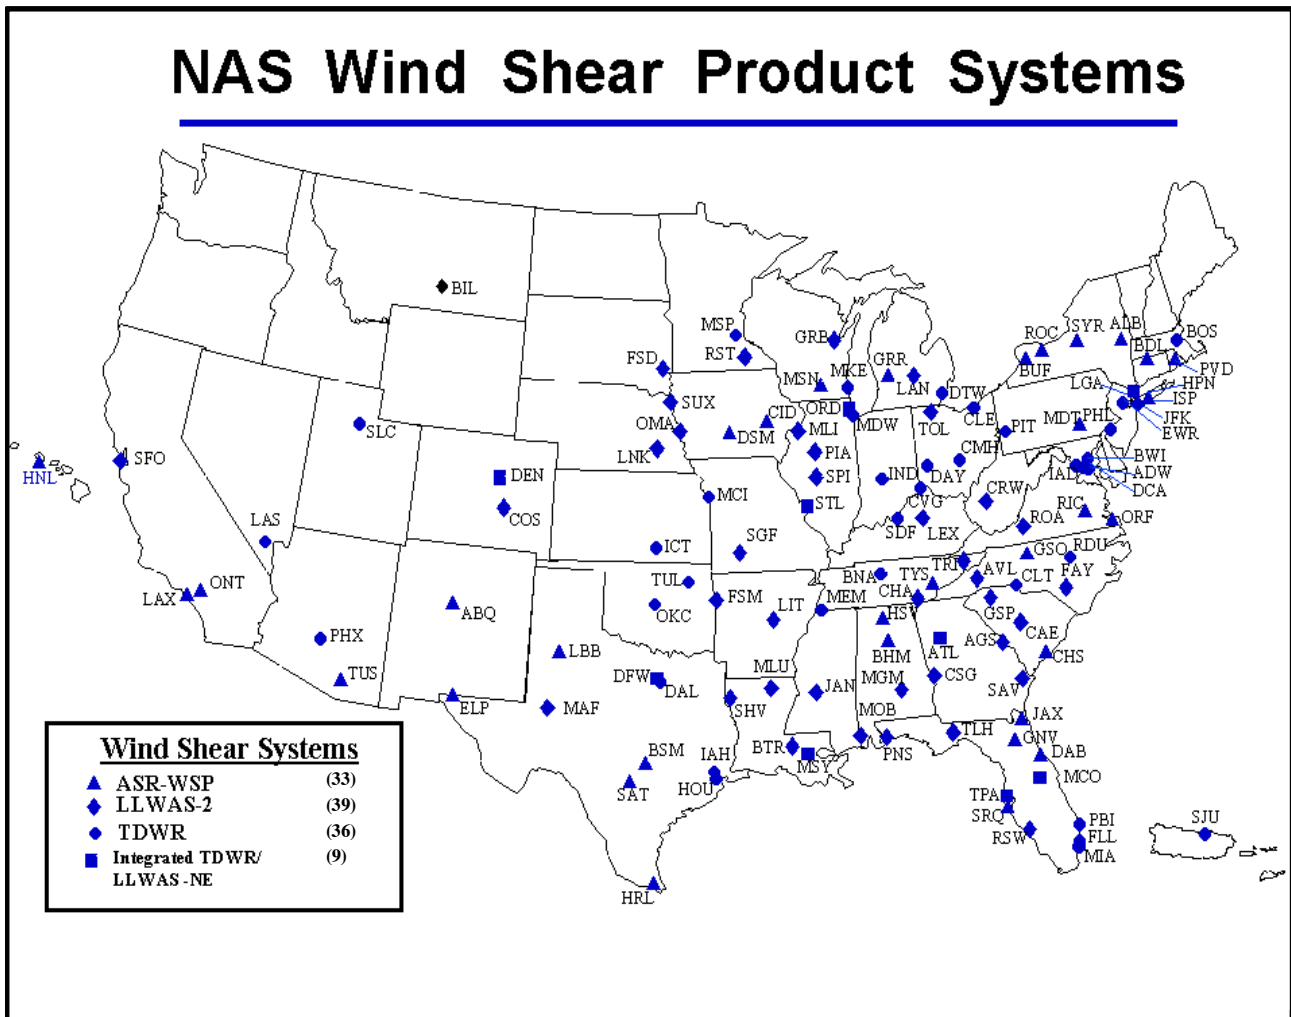 NAS Wind Shear Product Systems
BIL
MSP
GRB
ROC
SYR
ALB
BOS
FSD
RST
MSN
MKE
GRR
LAN
DTW
BUF
BDL
PVD
LGA
HPN
ISP
JFK
EWR
SUX
OMA
CID
DSM
ORD
MLI
MDW
TOL
CLE
PIT
MDT
PHL
SLC
LNK
PIA
SPI
IND
DAY
CMH
BWI
ADW
DCA
IAD
SFO
HNL
DEN
COS
MCI
STL
CVG
CRW
RIC
ORF
LAS
ICT
SGF
SDF
LEX
ROA
GSO
RDU
TRI
TUL
BNA
TYS
AVL
CLT
FAY
LAX
ONT
ABQ
OKC
FSM
LIT
MEM
CHA
HSV
GSP
CAE
PHX
LBB
BHM
ATL
AGS
CHS
TUS
DFW
DAL
MLU
JAN
MGM
CSG
SAV
ELP
MAF
SHV
MOB
JAX
GNV
TLH
BSM
IAH
BTR
MSY
PNS
DAB
MCO
SAT
HOU
TPA
SRQ
RSW
PBI
FLL
MIA
SJU
HRL
Wind Shear Systems
ASR-WSP (33)
LLWAS-2 (39)
TDWR (36)
Integrated TDWR/ (9)
LLWAS -NE